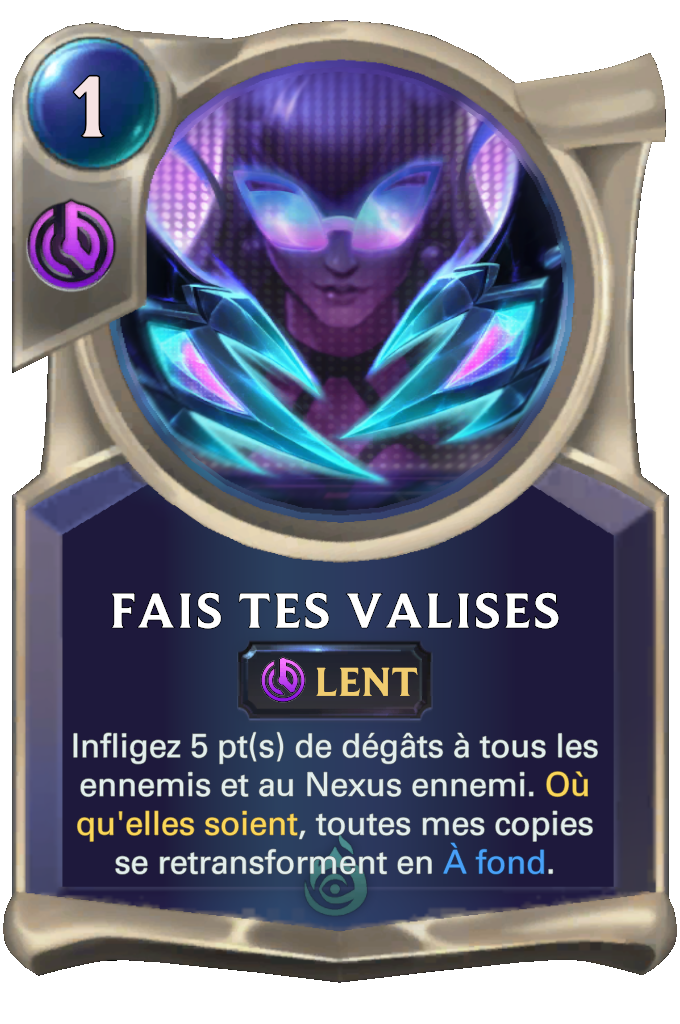 1
FAIS TES VALISES
LENT
Infligez 5 pt(s) de dégâts à tous les
ennemis et au Nexus ennemi. Où
qu'elles soient, toutes mes copies
se retransforment en À fond.